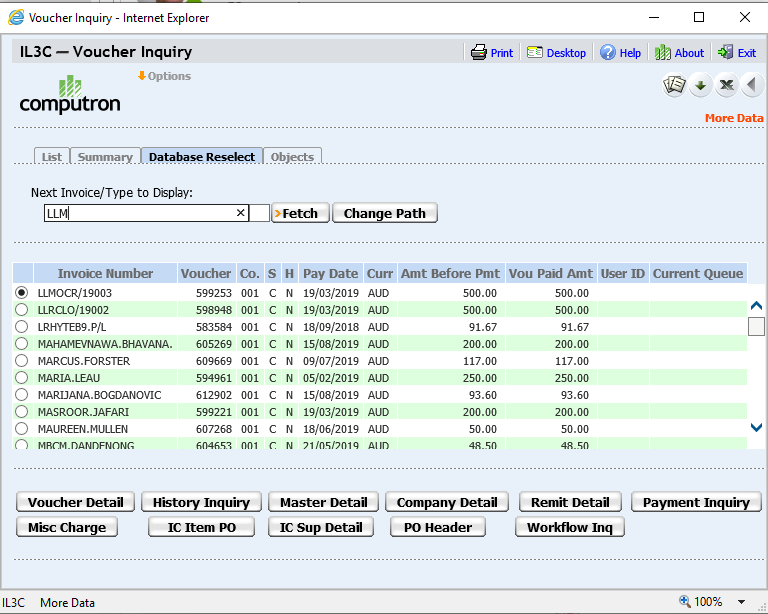 Voucher Inquiry - Internet Explorer
IL3C — Voucher Inquiry Print Desktop Help About Exit
Options
computron
More Data
List Summary Database Reselect Objects
Next Invoice/Type to Display:
LLM Fetch Change Path
Invoice Number Voucher Co. S H Pay Date Curr Amt Before Pmt Vou Paid Amt User ID Current Queue
LLMOCR/19003 599253 001 C N 19/03/2019 AUD 500.00 500.00
LLRCLO/19002 598948 001 C N 19/03/2019 AUD 500.00 500.00
LRHYTEB9.P/L 583584 001 C N 18/09/2018 AUD 91.67 91.67
MAHAMEVNAWA.BHAVANA. 605269 001 C N 15/08/2019 AUD 200.00 200.00
MARCUS.FORSTER 609669 001 C N 09/07/2019 AUD 117.00 117.00
MARIA.LEAU 594961 001 C N 05/02/2019 AUD 250.00 250.00
MARIJANA.BOGDANOVIC 612902 001 C N 15/08/2019 AUD 93.60 93.60
MASROOR.JAFARI 599221 001 C N 19/03/2019 AUD 200.00 200.00
MAUREEN.MULLEN 607268 001 C N 18/06/2019 AUD 50.00 50.00
MBCM.DANDENONG 604653 001 C N 21/05/2019 AUD 48.50 48.50
Voucher Detail History Inquiry Master Detail Company Detail Remit Detail Payment Inquiry
Misc Charge IC Item PO IC Sup Detail PO Header Workflow Inq
IL3C More Data 100%